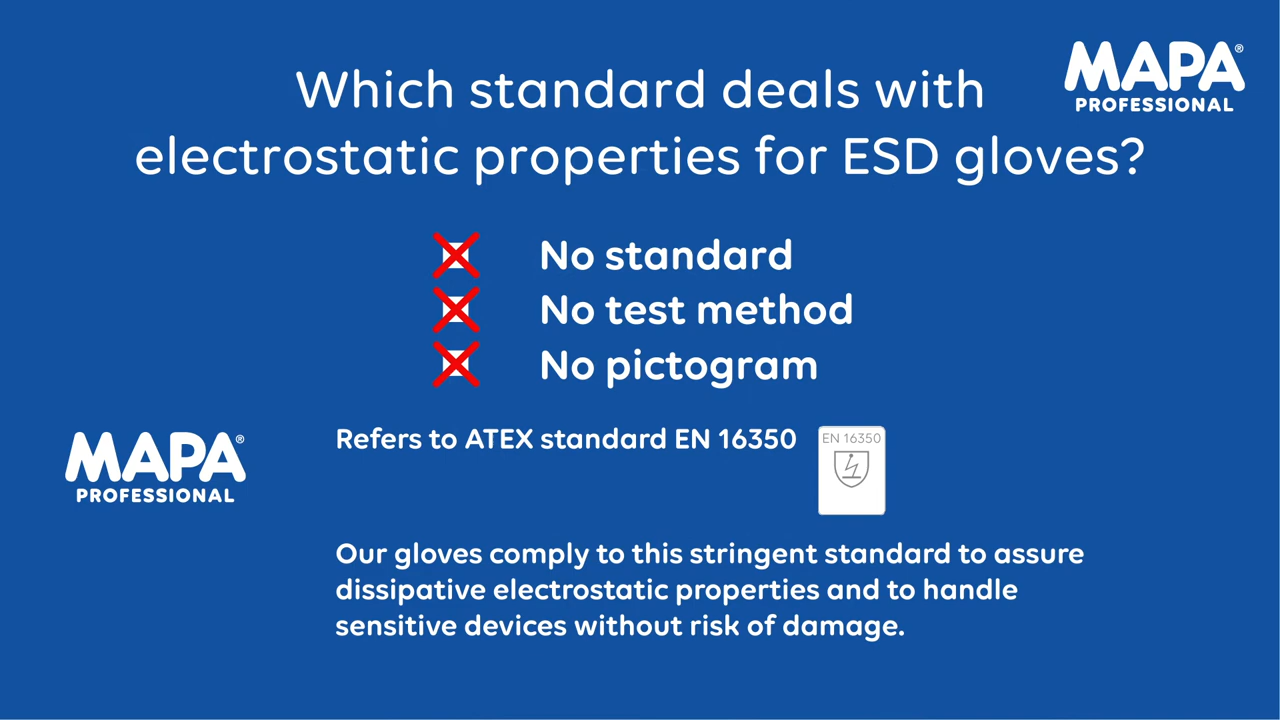 MAPA®
PROFESSIONAL
Which standard deals with
electrostatic properties for ESD gloves?
No standard
No test method
No pictogram
Refers to ATEX standard EN 16350
EN 16350
MAPA®
PROFESSIONAL
Our gloves comply to this stringent standard to assure
dissipative electrostatic properties and to handle
sensitive devices without risk of damage.